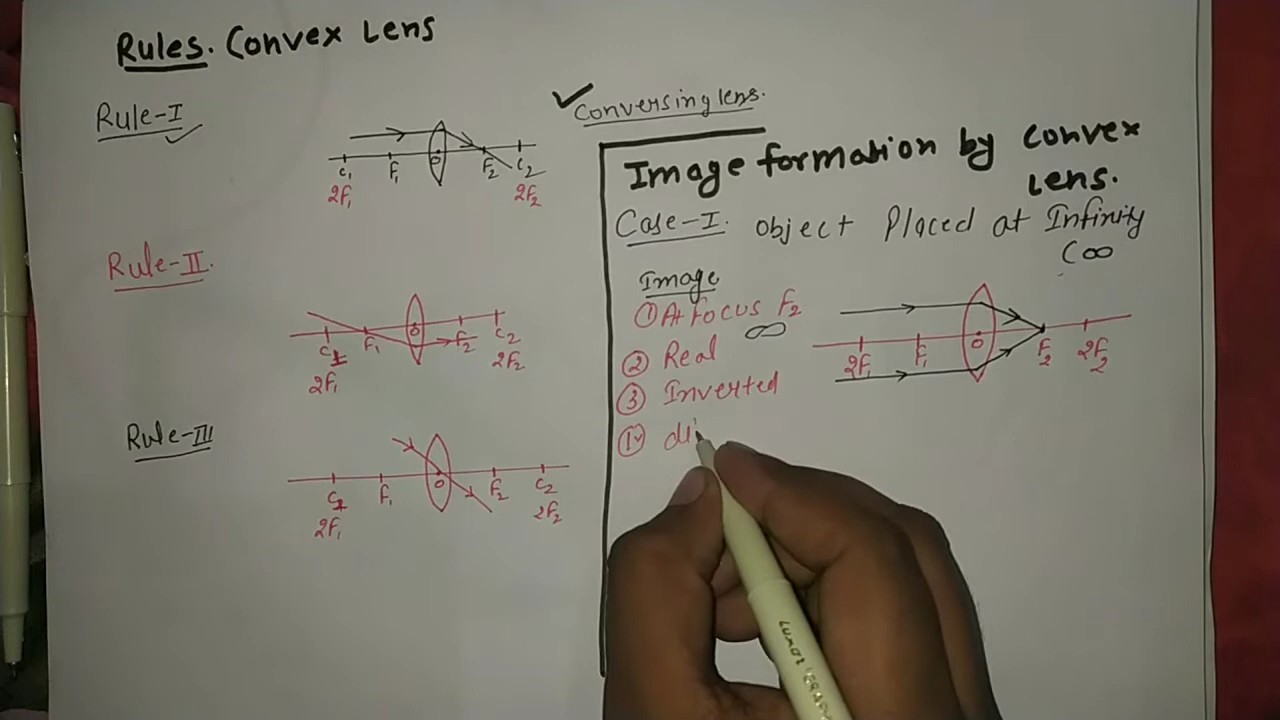 Rules. Convex Lens
Rule-I
C₁ F₁ O F₂ C₂
2F₁ 2F₂
Rule-II.
C₁ F₁ O F₂ C₂
2F₁ 2F₂
Rule-III
C₁ F₁ O F₂ C₂
2F₁ 2F₂
✓ Conversing lens.
Image formation by convex
Lens.
Case-I. object Placed at Infinity
(∞
Image
① At focus F₂
∞
② Real
③ Inverted
④ di
2F₁ F₁ O F₂ 2F₂